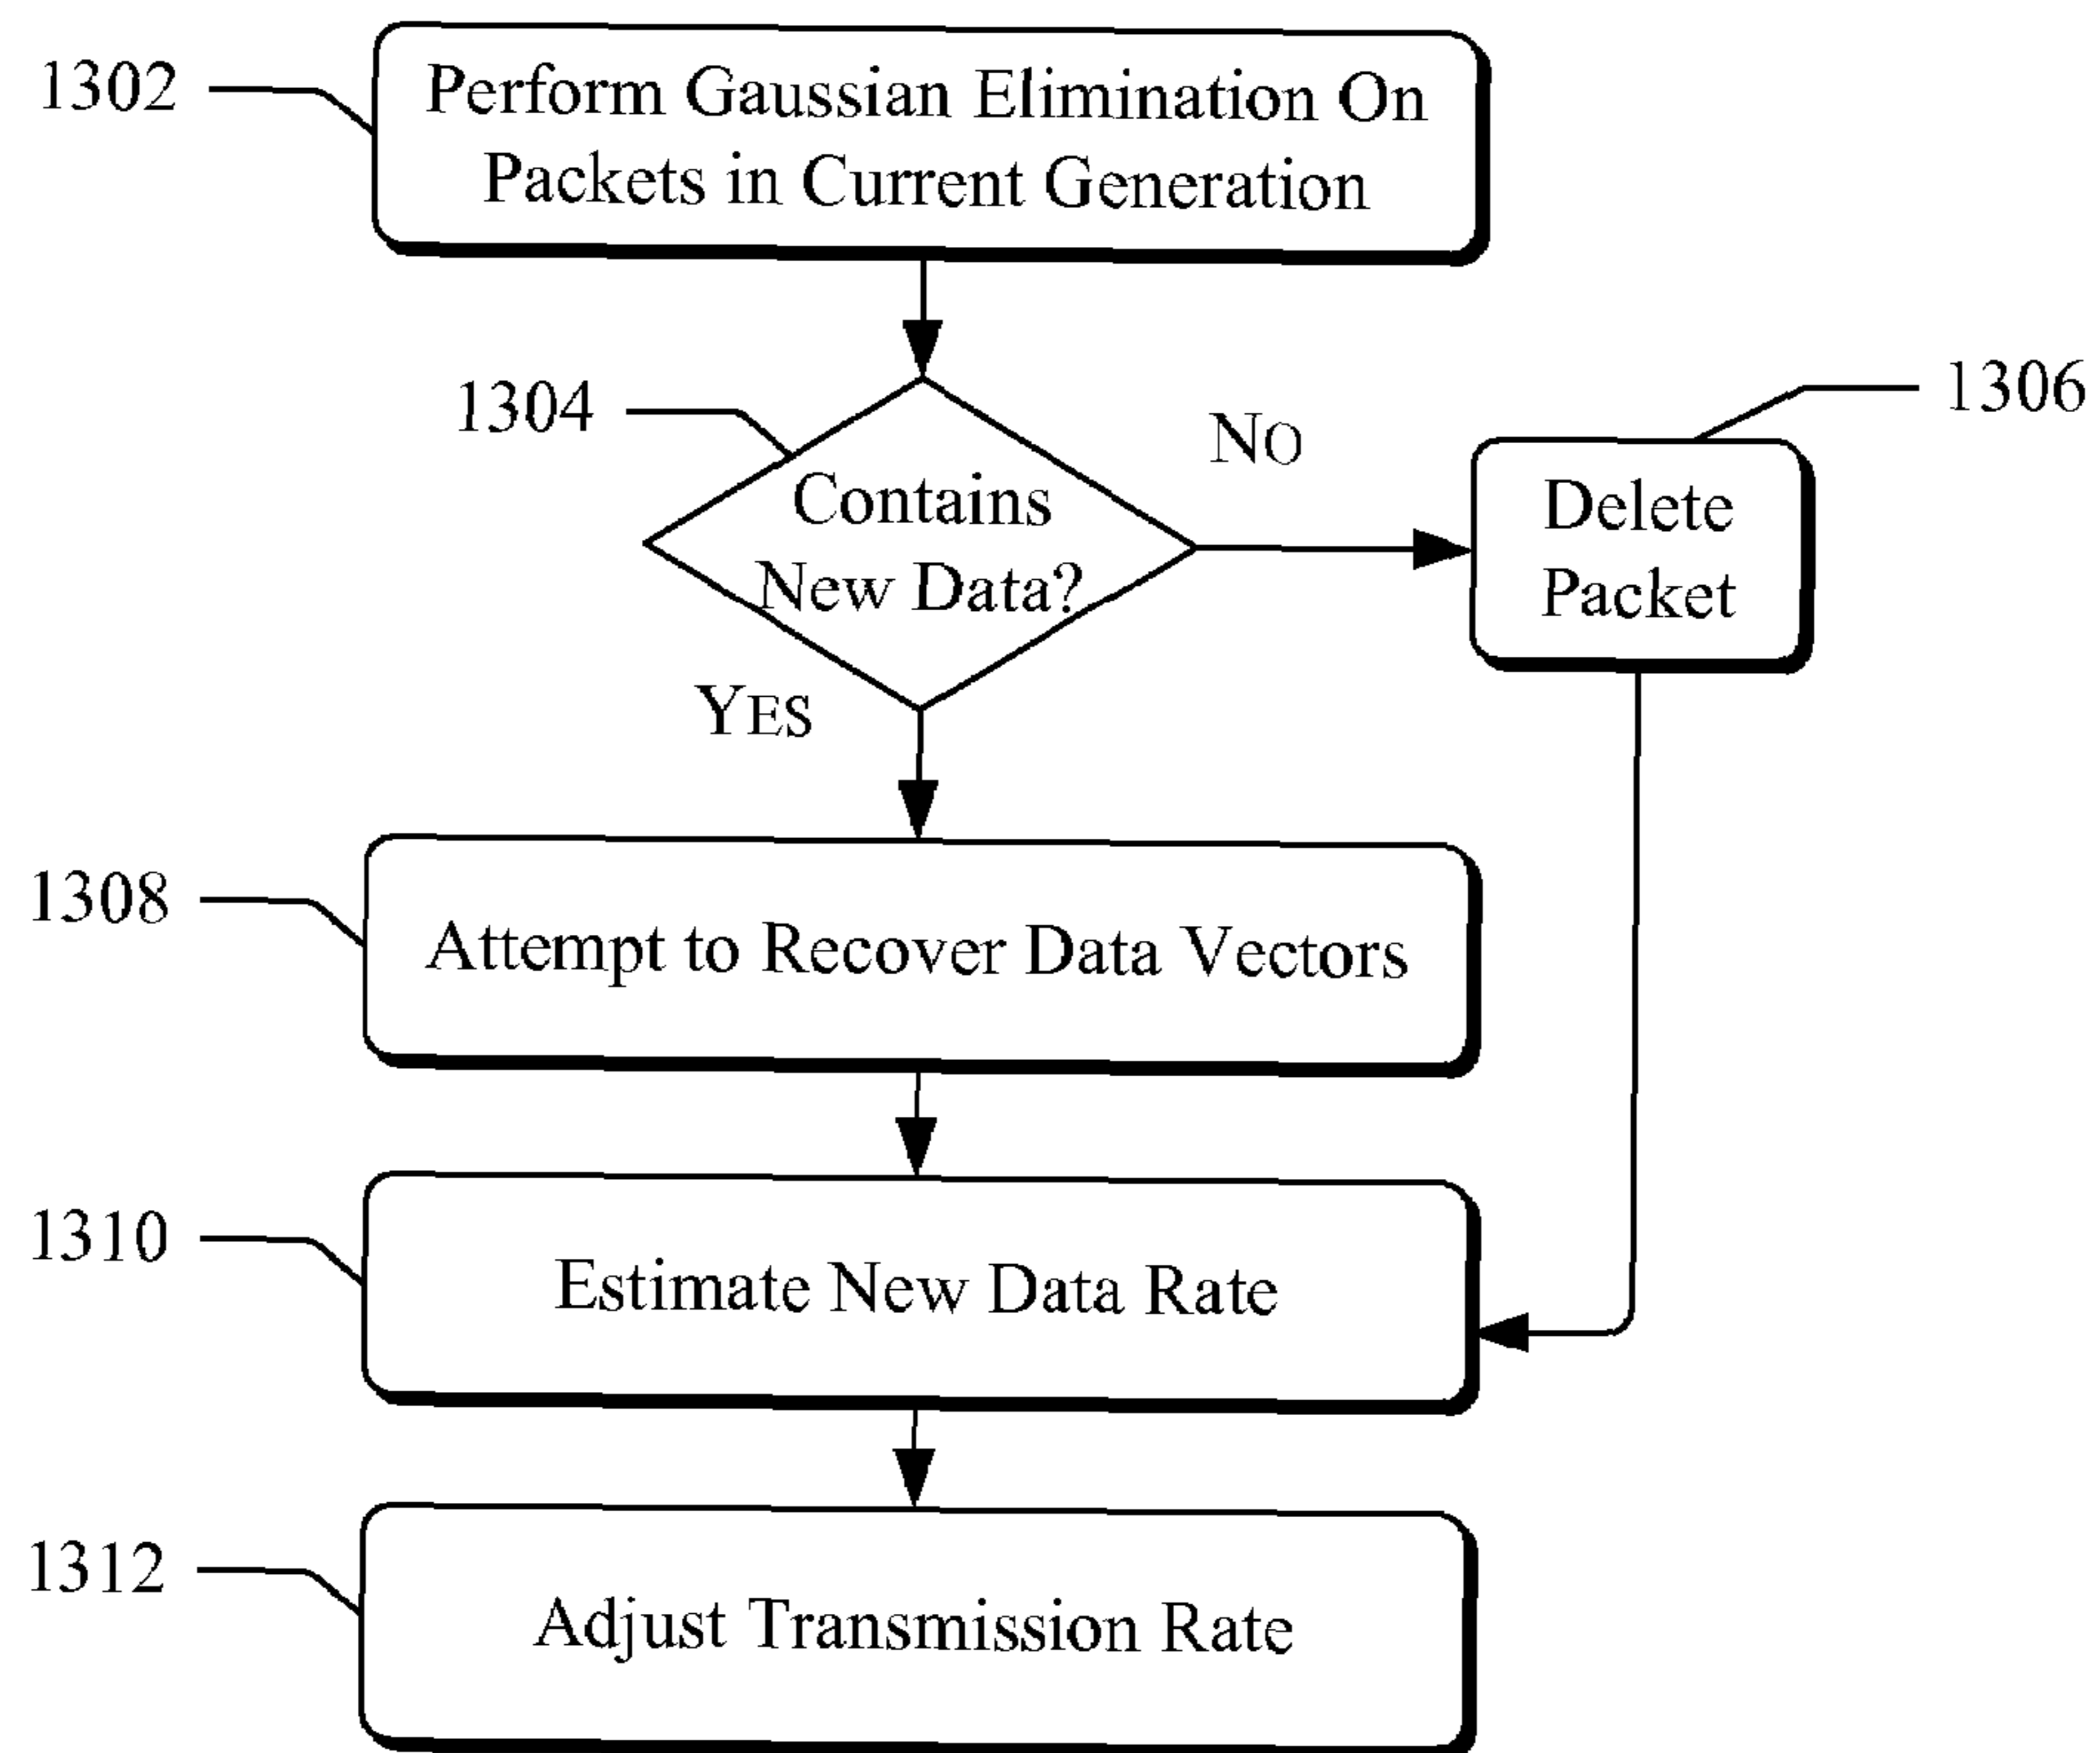 1302
Perform Gaussian Elimination On
Packets in Current Generation
1304
Contains
New Data?
NO
1306
Delete
Packet
YES
1308
Attempt to Recover Data Vectors
1310
Estimate New Data Rate
1312
Adjust Transmission Rate